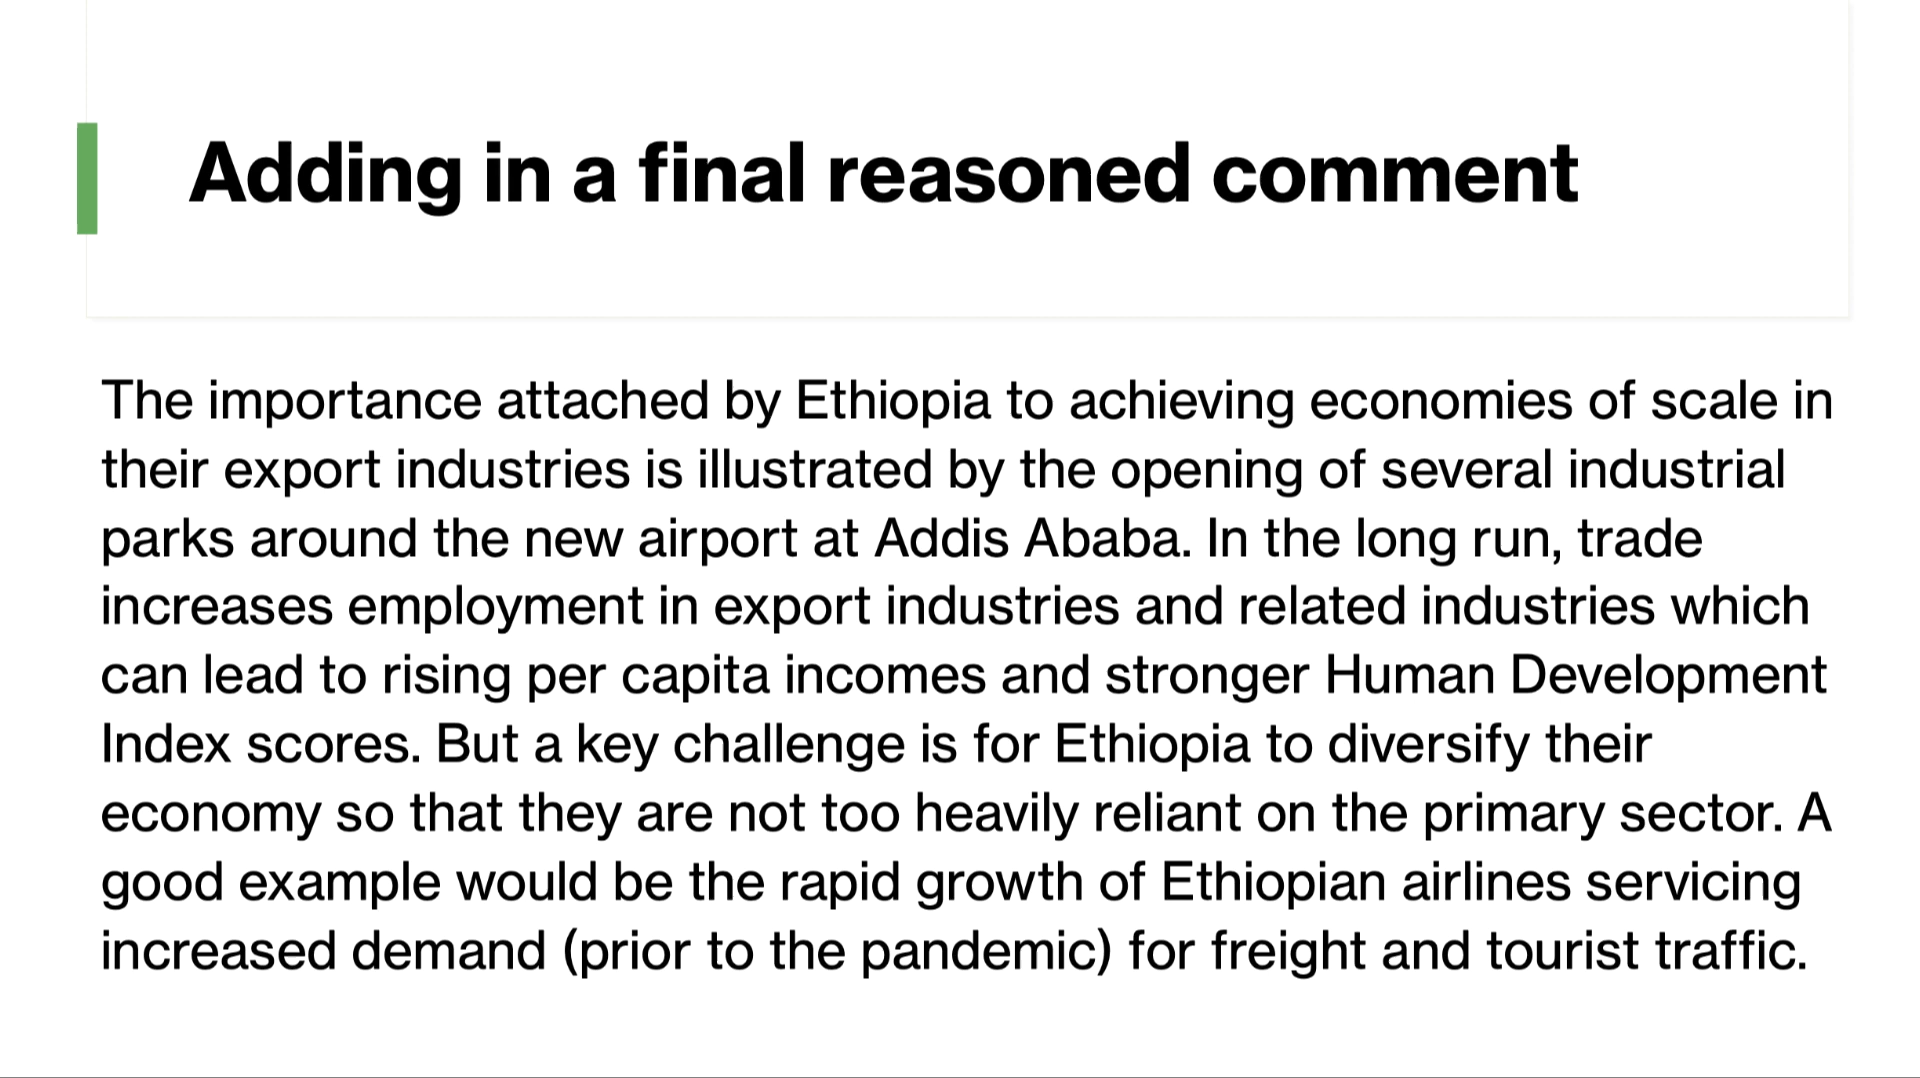 Adding in a final reasoned comment
The importance attached by Ethiopia to achieving economies of scale in
their export industries is illustrated by the opening of several industrial
parks around the new airport at Addis Ababa. In the long run, trade
increases employment in export industries and related industries which
can lead to rising per capita incomes and stronger Human Development
Index scores. But a key challenge is for Ethiopia to diversify their
economy so that they are not too heavily reliant on the primary sector. A
good example would be the rapid growth of Ethiopian airlines servicing
increased demand (prior to the pandemic) for freight and tourist traffic.